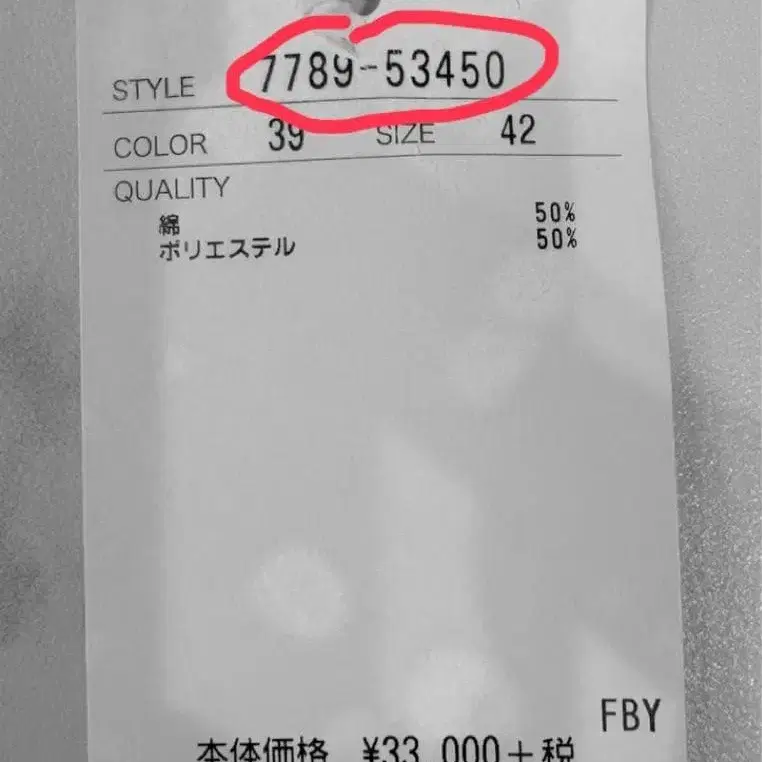 STYLE 7789-53450
COLOR 39 SIZE 42
QUALITY
綿 50%
ポリエステル 50%
FBY
本体価格 ¥33,000+税